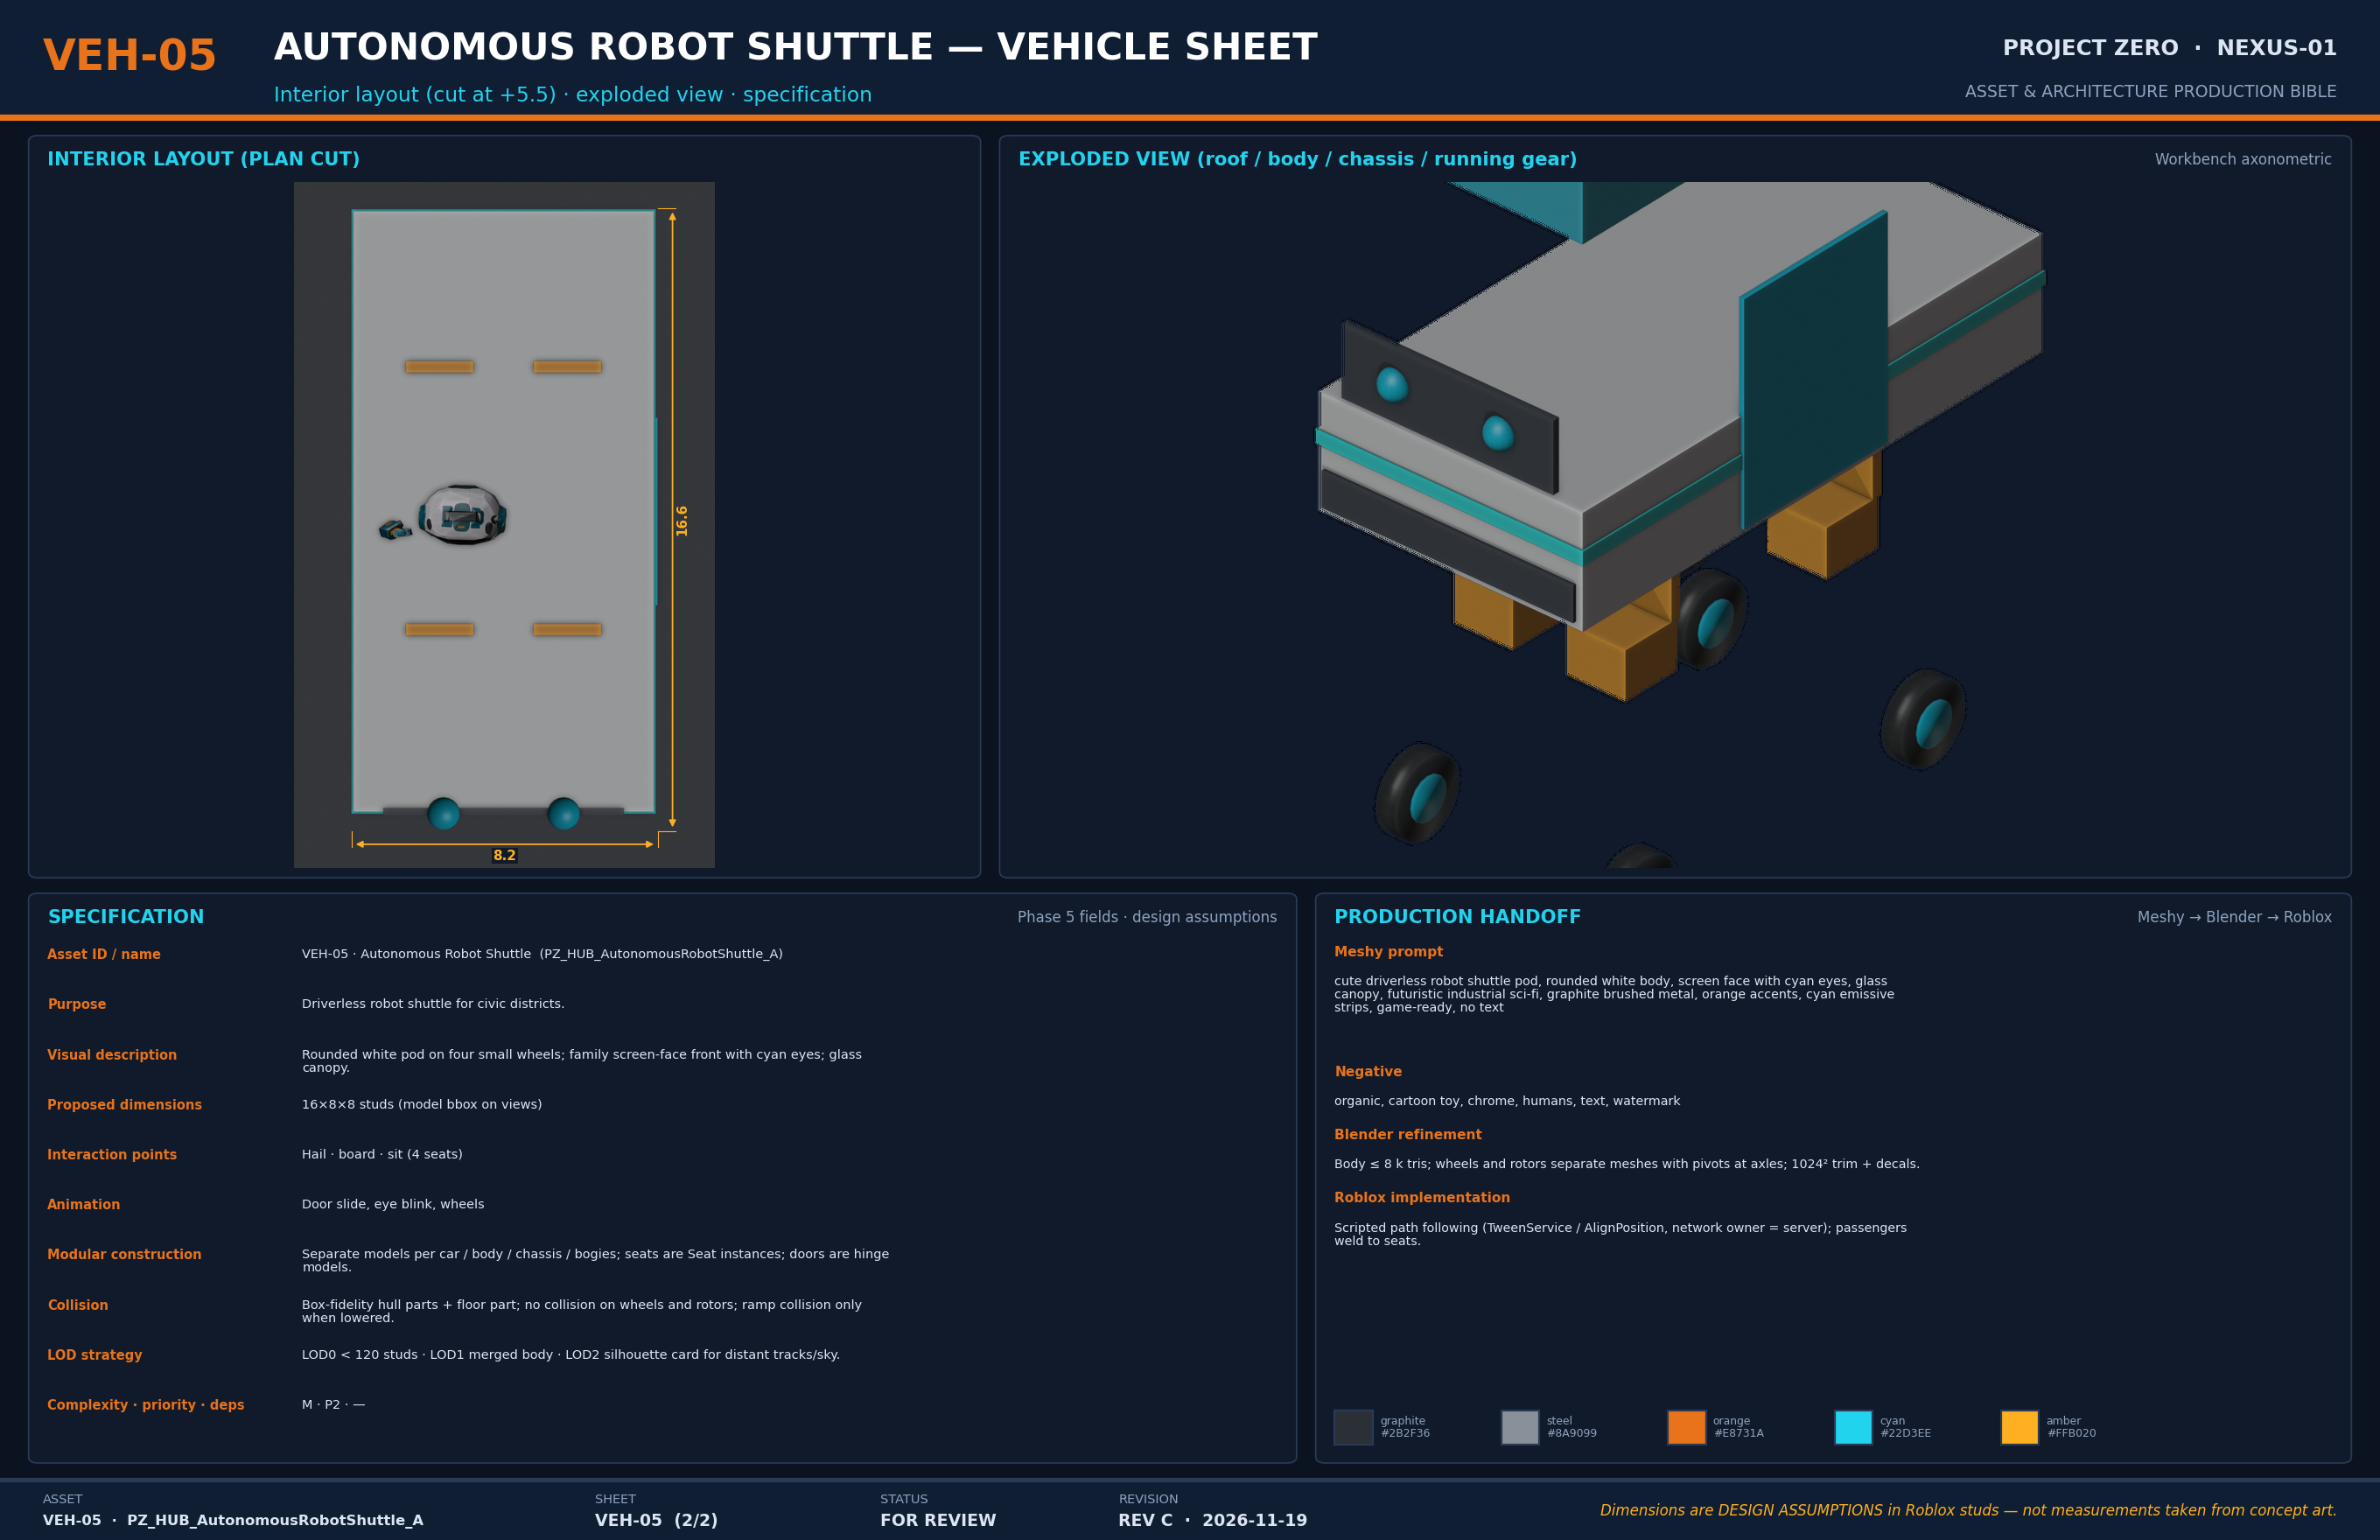 VEH-05
AUTONOMOUS ROBOT SHUTTLE — VEHICLE SHEET
Interior layout (cut at +5.5) · exploded view · specification
PROJECT ZERO · NEXUS-01
ASSET & ARCHITECTURE PRODUCTION BIBLE
INTERIOR LAYOUT (PLAN CUT)
16.6
8.2
EXPLODED VIEW (roof / body / chassis / running gear)
Workbench axonometric
SPECIFICATION
Phase 5 fields · design assumptions
Asset ID / name
VEH-05 · Autonomous Robot Shuttle (PZ_HUB_AutonomousRobotShuttle_A)
Purpose
Driverless robot shuttle for civic districts.
Visual description
Rounded white pod on four small wheels; family screen-face front with cyan eyes; glass
canopy.
Proposed dimensions
16×8×8 studs (model bbox on views)
Interaction points
Hail · board · sit (4 seats)
Animation
Door slide, eye blink, wheels
Modular construction
Separate models per car / body / chassis / bogies; seats are Seat instances; doors are hinge
models.
Collision
Box-fidelity hull parts + floor part; no collision on wheels and rotors; ramp collision only
when lowered.
LOD strategy
LOD0 < 120 studs · LOD1 merged body · LOD2 silhouette card for distant tracks/sky.
Complexity · priority · deps
M · P2 · —
PRODUCTION HANDOFF
Meshy → Blender → Roblox
Meshy prompt
cute driverless robot shuttle pod, rounded white body, screen face with cyan eyes, glass
canopy, futuristic industrial sci-fi, graphite brushed metal, orange accents, cyan emissive
strips, game-ready, no text
Negative
organic, cartoon toy, chrome, humans, text, watermark
Blender refinement
Body ≤ 8 k tris; wheels and rotors separate meshes with pivots at axles; 1024² trim + decals.
Roblox implementation
Scripted path following (TweenService / AlignPosition, network owner = server); passengers
weld to seats.
graphite
#2B2F36
steel
#8A9099
orange
#E8731A
cyan
#22D3EE
amber
#FFB020
ASSET
VEH-05 · PZ_HUB_AutonomousRobotShuttle_A
SHEET
VEH-05 (2/2)
STATUS
FOR REVIEW
REVISION
REV C · 2026-11-19
Dimensions are DESIGN ASSUMPTIONS in Roblox studs — not measurements taken from concept art.